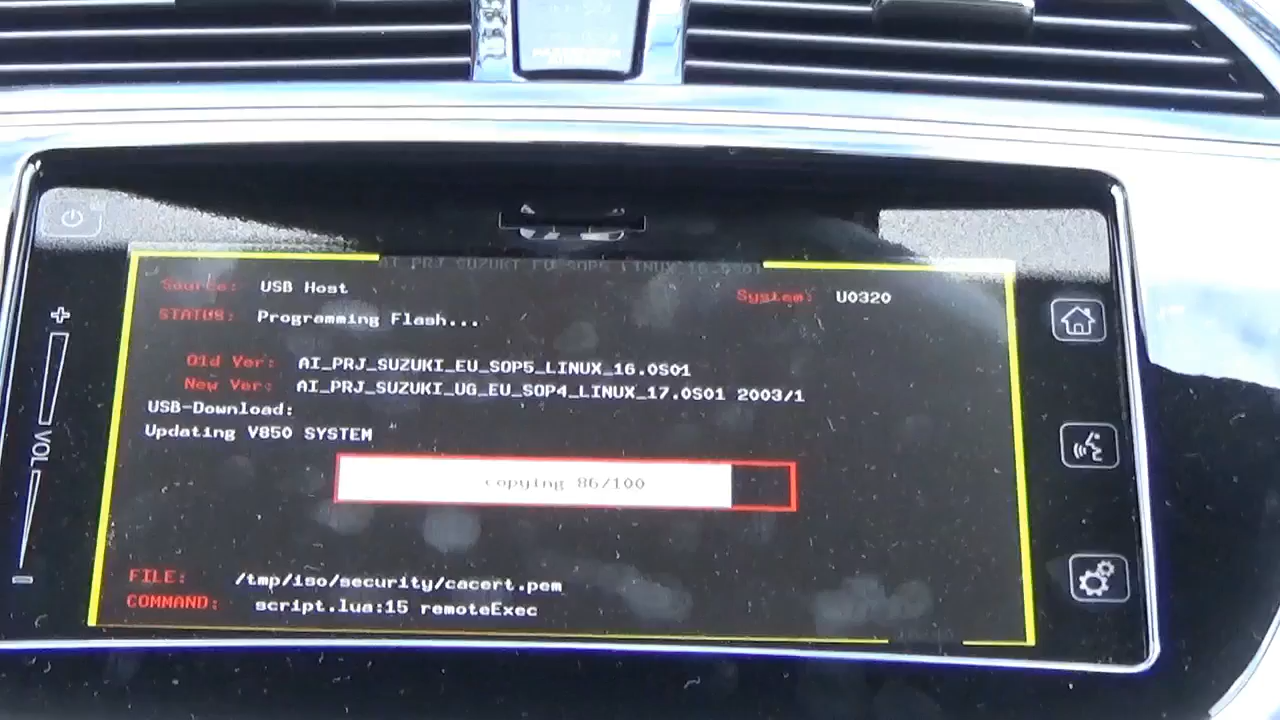 AI_PRJ_SUZUKI_EU_SOP5_LINUX_16.0S01
Source: USB Host
System: U0320
STATUS: Programming Flash...
Old Ver: AI_PRJ_SUZUKI_EU_SOP5_LINUX_16.0S01
New Ver: AI_PRJ_SUZUKI_UG_EU_SOP4_LINUX_17.0S01 2003/1
USB-Download:
Updating V850 SYSTEM
copying 86/100
FILE: /tmp/iso/security/cacert.pem
COMMAND: script.lua:15 remoteExec
+
VOL